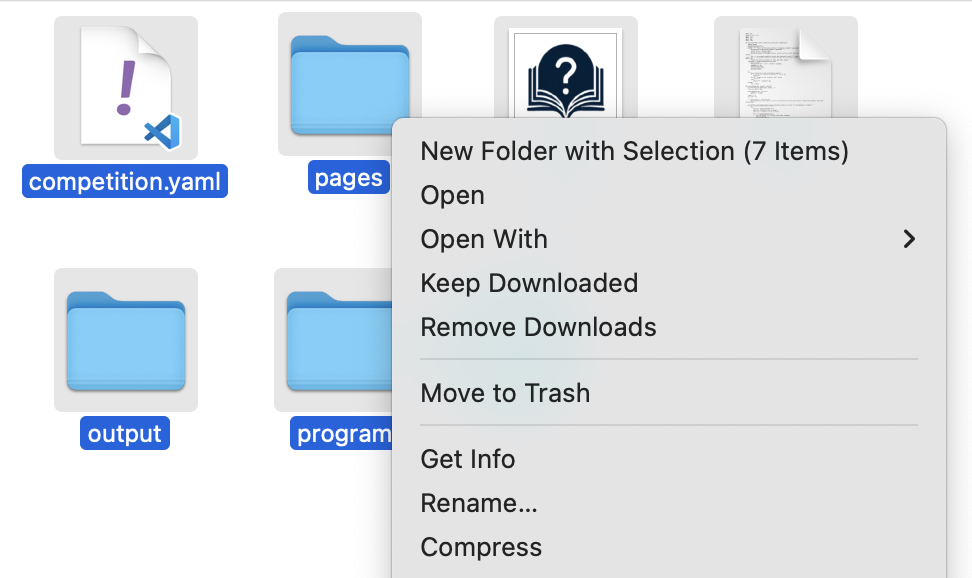 competition.yaml
pages
New Folder with Selection (7 Items)
Open
Open With
Keep Downloaded
Remove Downloads
output
program
Move to Trash
Get Info
Rename...
Compress